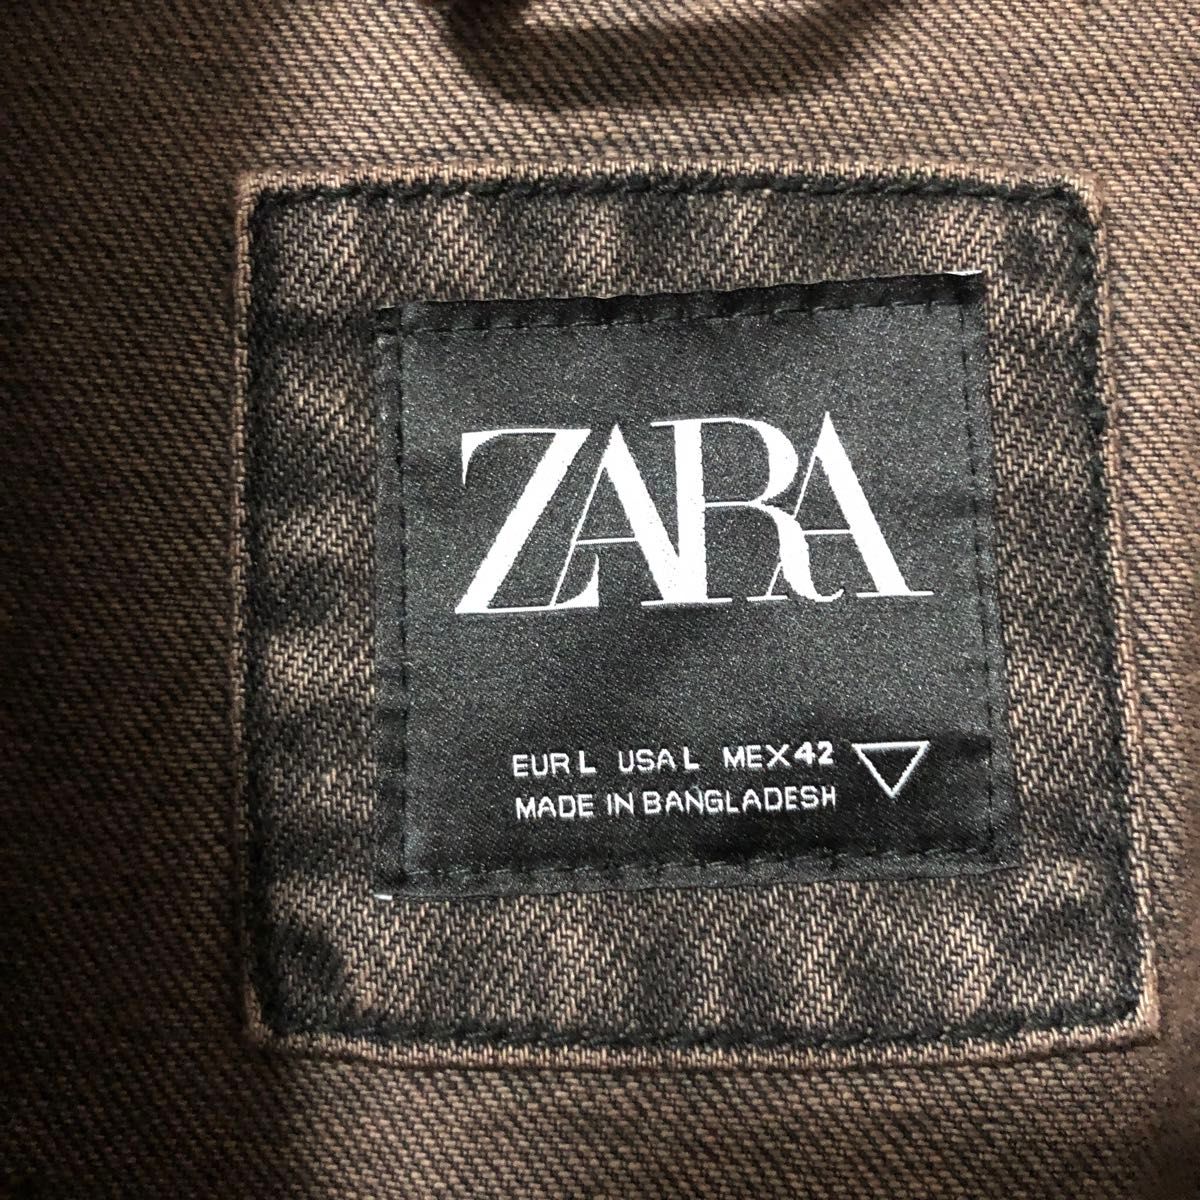 ZARA
EUR L USA L MEX 42
MADE IN BANGLADESH